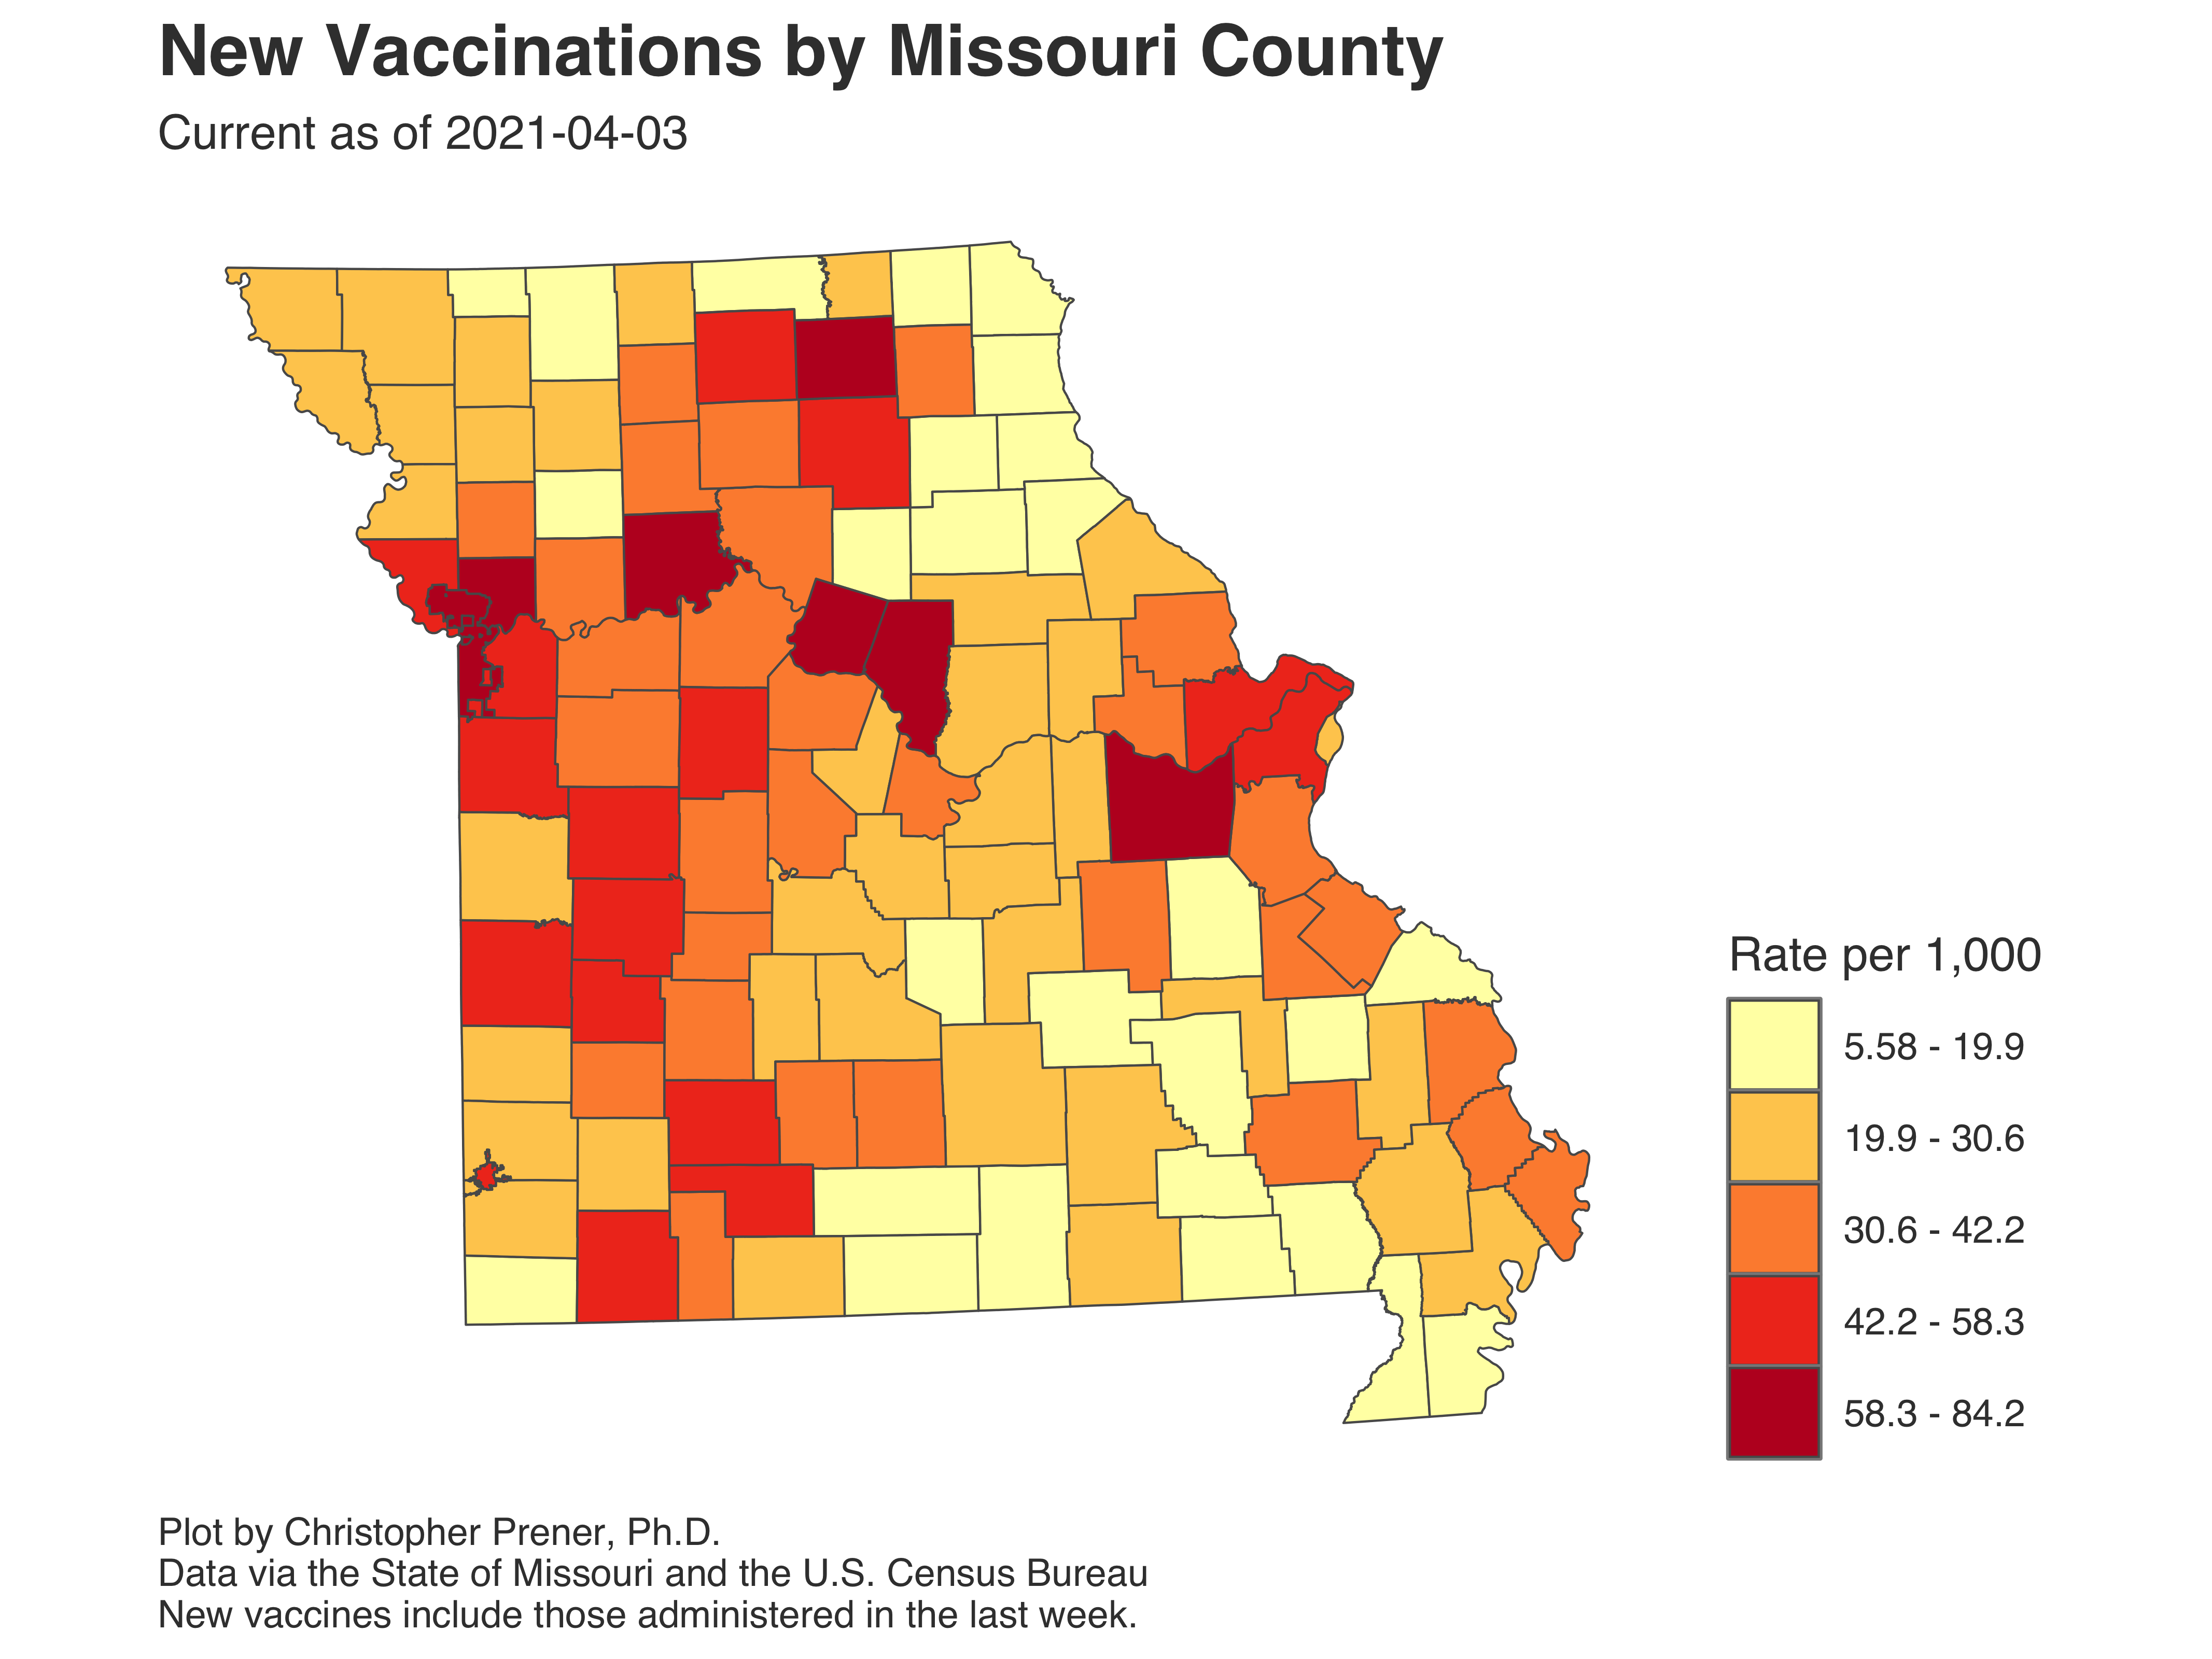 New Vaccinations by Missouri County
Current as of 2021-04-03
Rate per 1,000
5.58 - 19.9
19.9 - 30.6
30.6 - 42.2
42.2 - 58.3
58.3 - 84.2
Plot by Christopher Prener, Ph.D.
Data via the State of Missouri and the U.S. Census Bureau
New vaccines include those administered in the last week.